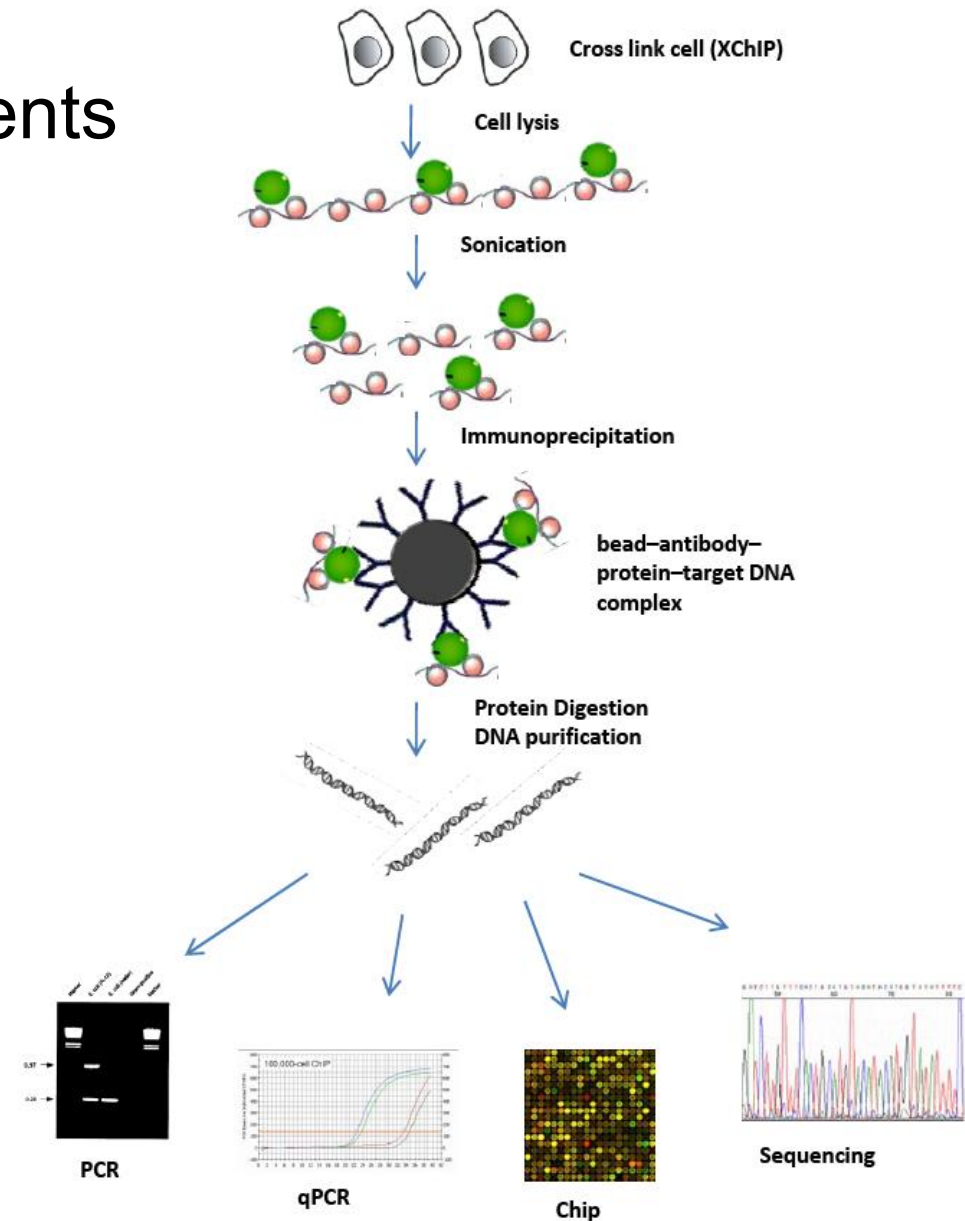 ents
Cross link cell (XChIP)
Cell lysis
Sonication
Immunoprecipitation
bead–antibody–
protein–target DNA
complex
Protein Digestion
DNA purification
100,000-cell ChIP
PCR
qPCR
Chip
Sequencing